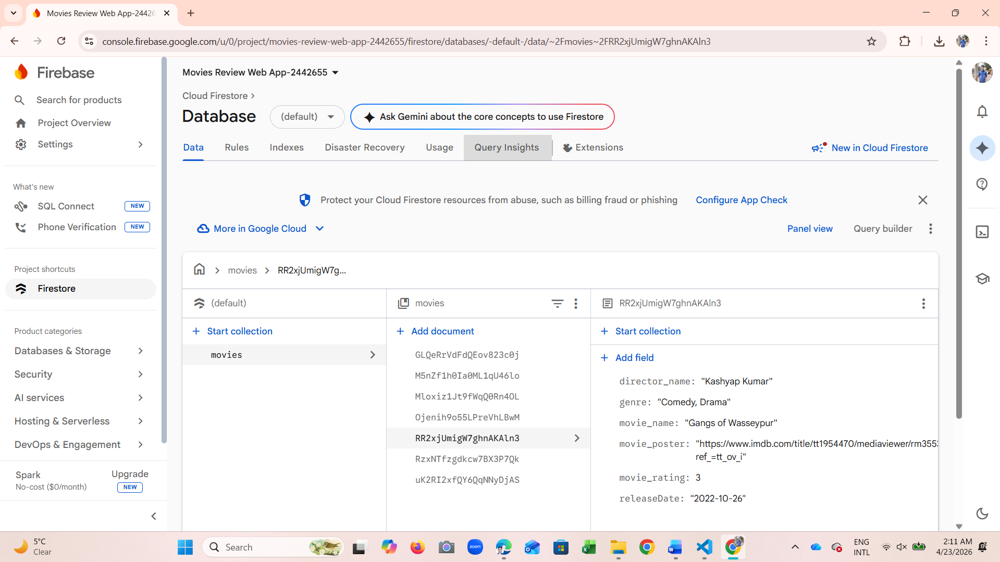 Movies Review Web App-24426
console.firebase.google.com/u/0/project/movies-review-web-app-2442655/firestore/databases/-default-/data/~2Fmovies~2FRR2xjUmigW7ghnAKAln3
Firebase
Search for products
Project Overview
Settings
What's new
SQL Connect NEW
Phone Verification NEW
Project shortcuts
Firestore
Product categories
Databases & Storage
Security
AI services
Hosting & Serverless
DevOps & Engagement
Spark
No-cost ($0/month)
Upgrade
NEW
Movies Review Web App-2442655
Cloud Firestore
Database (default) Ask Gemini about the core concepts to use Firestore
Data Rules Indexes Disaster Recovery Usage Query Insights Extensions New in Cloud Firestore
Protect your Cloud Firestore resources from abuse, such as billing fraud or phishing Configure App Check
More in Google Cloud Panel view Query builder
movies RR2xjUmigW7g...
(default)
Start collection
movies
movies
Add document
GLQeRrVdFdQEov823c0j
M5nZf1h0Ia0ML1qU46lo
Mloxiz1Jt9fWqQ0Rn4OL
Ojenih9o55LPreVhLBwM
RR2xjUmigW7ghnAKAln3
RzxNTfzgdkcw7BX3P7Qk
uK2RI2xfQY6QqNNyDjAS
RR2xjUmigW7ghnAKAln3
Start collection
Add field
director_name: "Kashyap Kumar"
genre: "Comedy, Drama"
movie_name: "Gangs of Wasseypur"
movie_poster: "https://www.imdb.com/title/tt1954470/mediaviewer/rm3553
ref_=tt_ov_i"
movie_rating: 3
releaseDate: "2022-10-26"
5°C
Clear
Search
zoom
ENG
INTL
2:11 AM
4/23/2026